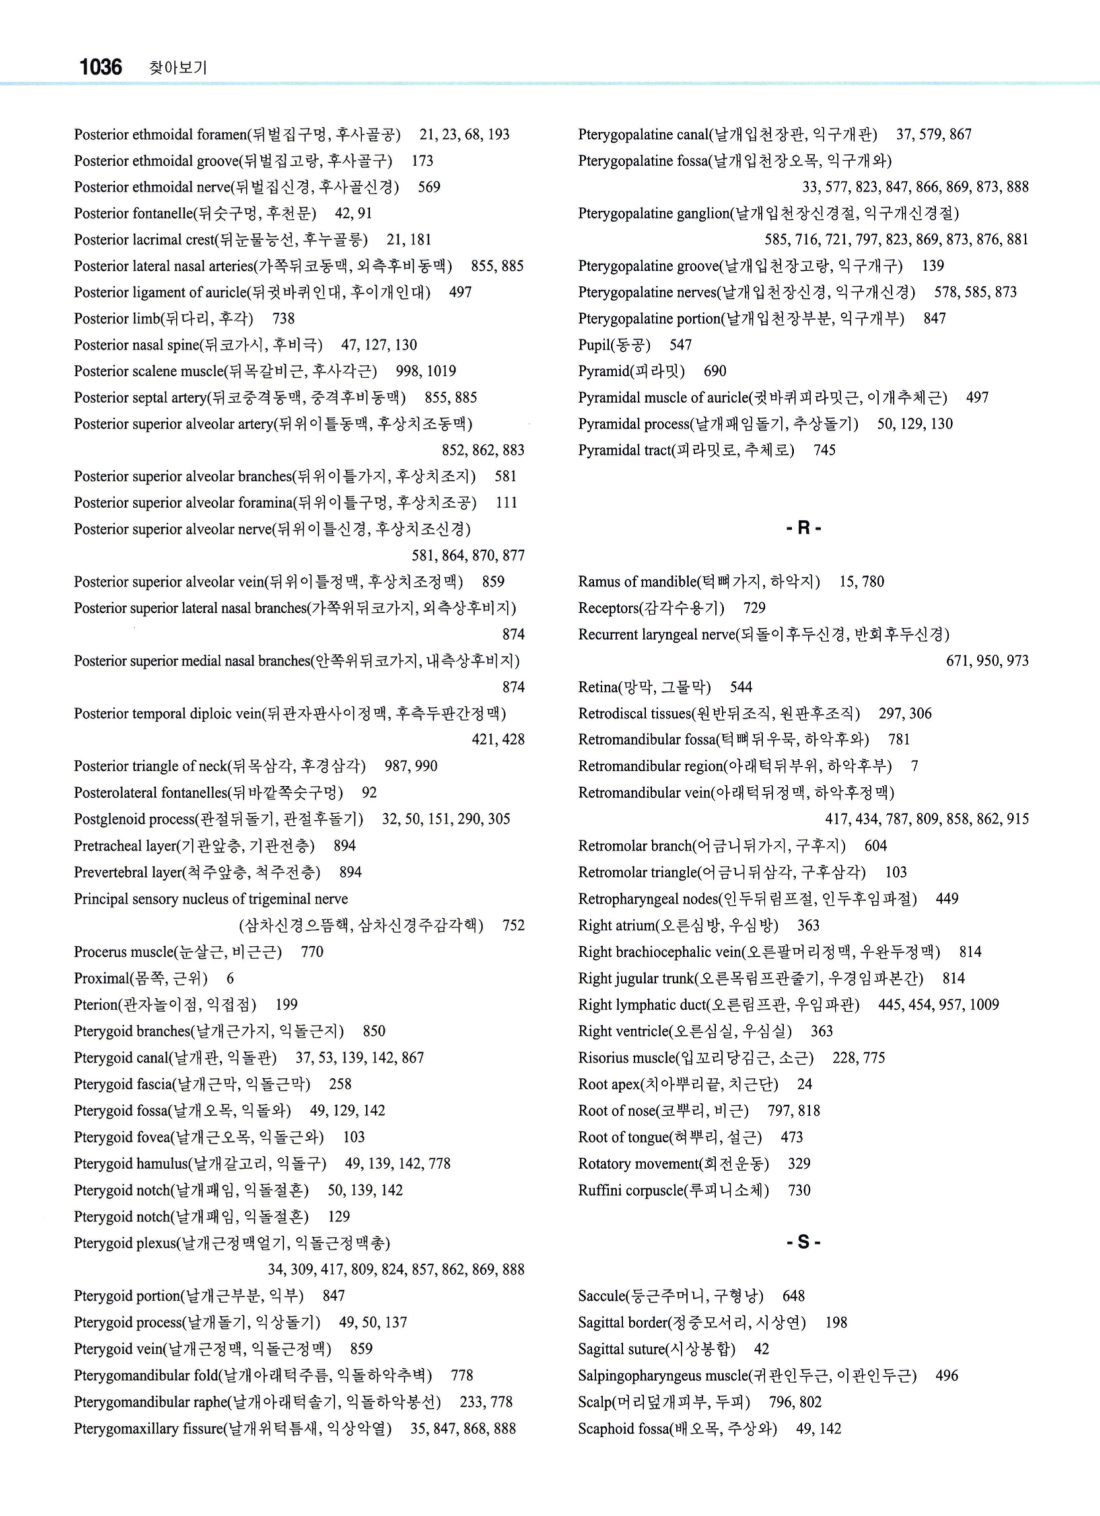 1036 찾아보기
Posterior ethmoidal foramen(뒤벌집구멍, 후사골공) 21, 23, 68, 193
Posterior ethmoidal groove(뒤벌집고랑, 후사골구) 173
Posterior ethmoidal nerve(뒤벌집신경, 후사골신경) 569
Posterior fontanelle(뒤숫구멍, 후천문) 42, 91
Posterior lacrimal crest(뒤눈물능선, 후누골릉) 21, 181
Posterior lateral nasal arteries(가쪽뒤코동맥, 외측후비동맥) 855, 885
Posterior ligament of auricle(뒤귓바퀴인대, 후이개인대) 497
Posterior limb(뒤다리, 후각) 738
Posterior nasal spine(뒤코가시, 후비극) 47, 127, 130
Posterior scalene muscle(뒤목갈비근, 후사각근) 998, 1019
Posterior septal artery(뒤코중격동맥, 중격후비동맥) 855, 885
Posterior superior alveolar artery(뒤위이틀동맥, 후상치조동맥)
852, 862, 883
Posterior superior alveolar branches(뒤위이틀가지, 후상치조지) 581
Posterior superior alveolar foramina(뒤위이틀구멍, 후상치조공) 111
Posterior superior alveolar nerve(뒤위이틀신경, 후상치조신경)
581, 864, 870, 877
Posterior superior alveolar vein(뒤위이틀정맥, 후상치조정맥) 859
Posterior superior lateral nasal branches(가쪽위뒤코가지, 외측상후비지)
874
Posterior superior medial nasal branches(안쪽위뒤코가지, 내측상후비지)
874
Posterior temporal diploic vein(뒤관자판사이정맥, 후측두판간정맥)
421, 428
Posterior triangle of neck(뒤목삼각, 후경삼각) 987, 990
Posterolateral fontanelles(뒤바깥쪽숫구멍) 92
Postglenoid process(관절뒤돌기, 관절후돌기) 32, 50, 151, 290, 305
Pretracheal layer(기관앞층, 기관전층) 894
Prevertebral layer(척주앞층, 척주전층) 894
Principal sensory nucleus of trigeminal nerve
(삼차신경으뜸핵, 삼차신경주감각핵) 752
Procerus muscle(눈살근, 비근근) 770
Proximal(몸쪽, 근위) 6
Pterion(관자놀이점, 익접점) 199
Pterygoid branches(날개근가지, 익돌근지) 850
Pterygoid canal(날개관, 익돌관) 37, 53, 139, 142, 867
Pterygoid fascia(날개근막, 익돌근막) 258
Pterygoid fossa(날개오목, 익돌와) 49, 129, 142
Pterygoid fovea(날개근오목, 익돌근와) 103
Pterygoid hamulus(날개갈고리, 익돌구) 49, 139, 142, 778
Pterygoid notch(날개패임, 익돌절흔) 50, 139, 142
Pterygoid notch(날개패임, 익돌절흔) 129
Pterygoid plexus(날개근정맥얼기, 익돌근정맥총)
34, 309, 417, 809, 824, 857, 862, 869, 888
Pterygoid portion(날개근부분, 익부) 847
Pterygoid process(날개돌기, 익상돌기) 49, 50, 137
Pterygoid vein(날개근정맥, 익돌근정맥) 859
Pterygomandibular fold(날개아래턱주름, 익돌하악추벽) 778
Pterygomandibular raphe(날개아래턱솔기, 익돌하악봉선) 233, 778
Pterygomaxillary fissure(날개위턱틈새, 익상악열) 35, 847, 868, 888
Pterygopalatine canal(날개입천장관, 익구개관) 37, 579, 867
Pterygopalatine fossa(날개입천장오목, 익구개와)
33, 577, 823, 847, 866, 869, 873, 888
Pterygopalatine ganglion(날개입천장신경절, 익구개신경절)
585, 716, 721, 797, 823, 869, 873, 876, 881
Pterygopalatine groove(날개입천장고랑, 익구개구) 139
Pterygopalatine nerves(날개입천장신경, 익구개신경) 578, 585, 873
Pterygopalatine portion(날개입천장부분, 익구개부) 847
Pupil(동공) 547
Pyramid(피라밋) 690
Pyramidal muscle of auricle(귓바퀴피라밋근, 이개추체근) 497
Pyramidal process(날개패임돌기, 추상돌기) 50, 129, 130
Pyramidal tract(피라밋로, 추체로) 745
- R -
Ramus of mandible(턱뼈가지, 하악지) 15, 780
Receptors(감각수용기) 729
Recurrent laryngeal nerve(되돌이후두신경, 반회후두신경)
671, 950, 973
Retina(망막, 그물막) 544
Retrodiscal tissues(원반뒤조직, 원판후조직) 297, 306
Retromandibular fossa(턱뼈뒤우묵, 하악후와) 781
Retromandibular region(아래턱뒤부위, 하악후부) 7
Retromandibular vein(아래턱뒤정맥, 하악후정맥)
417, 434, 787, 809, 858, 862, 915
Retromolar branch(어금니뒤가지, 구후지) 604
Retromolar triangle(어금니뒤삼각, 구후삼각) 103
Retropharyngeal nodes(인두뒤림프절, 인두후임파절) 449
Right atrium(오른심방, 우심방) 363
Right brachiocephalic vein(오른팔머리정맥, 우완두정맥) 814
Right jugular trunk(오른목림프관줄기, 우경임파본간) 814
Right lymphatic duct(오른림프관, 우임파관) 445, 454, 957, 1009
Right ventricle(오른심실, 우심실) 363
Risorius muscle(입꼬리당김근, 소근) 228, 775
Root apex(치아뿌리끝, 치근단) 24
Root of nose(코뿌리, 비근) 797, 818
Root of tongue(혀뿌리, 설근) 473
Rotatory movement(회전운동) 329
Ruffini corpuscle(루피니소체) 730
- S -
Saccule(둥근주머니, 구형낭) 648
Sagittal border(정중모서리, 시상연) 198
Sagittal suture(시상봉합) 42
Salpingopharyngeus muscle(귀관인두근, 이관인두근) 496
Scalp(머리덮개피부, 두피) 796, 802
Scaphoid fossa(배오목, 주상와) 49, 142